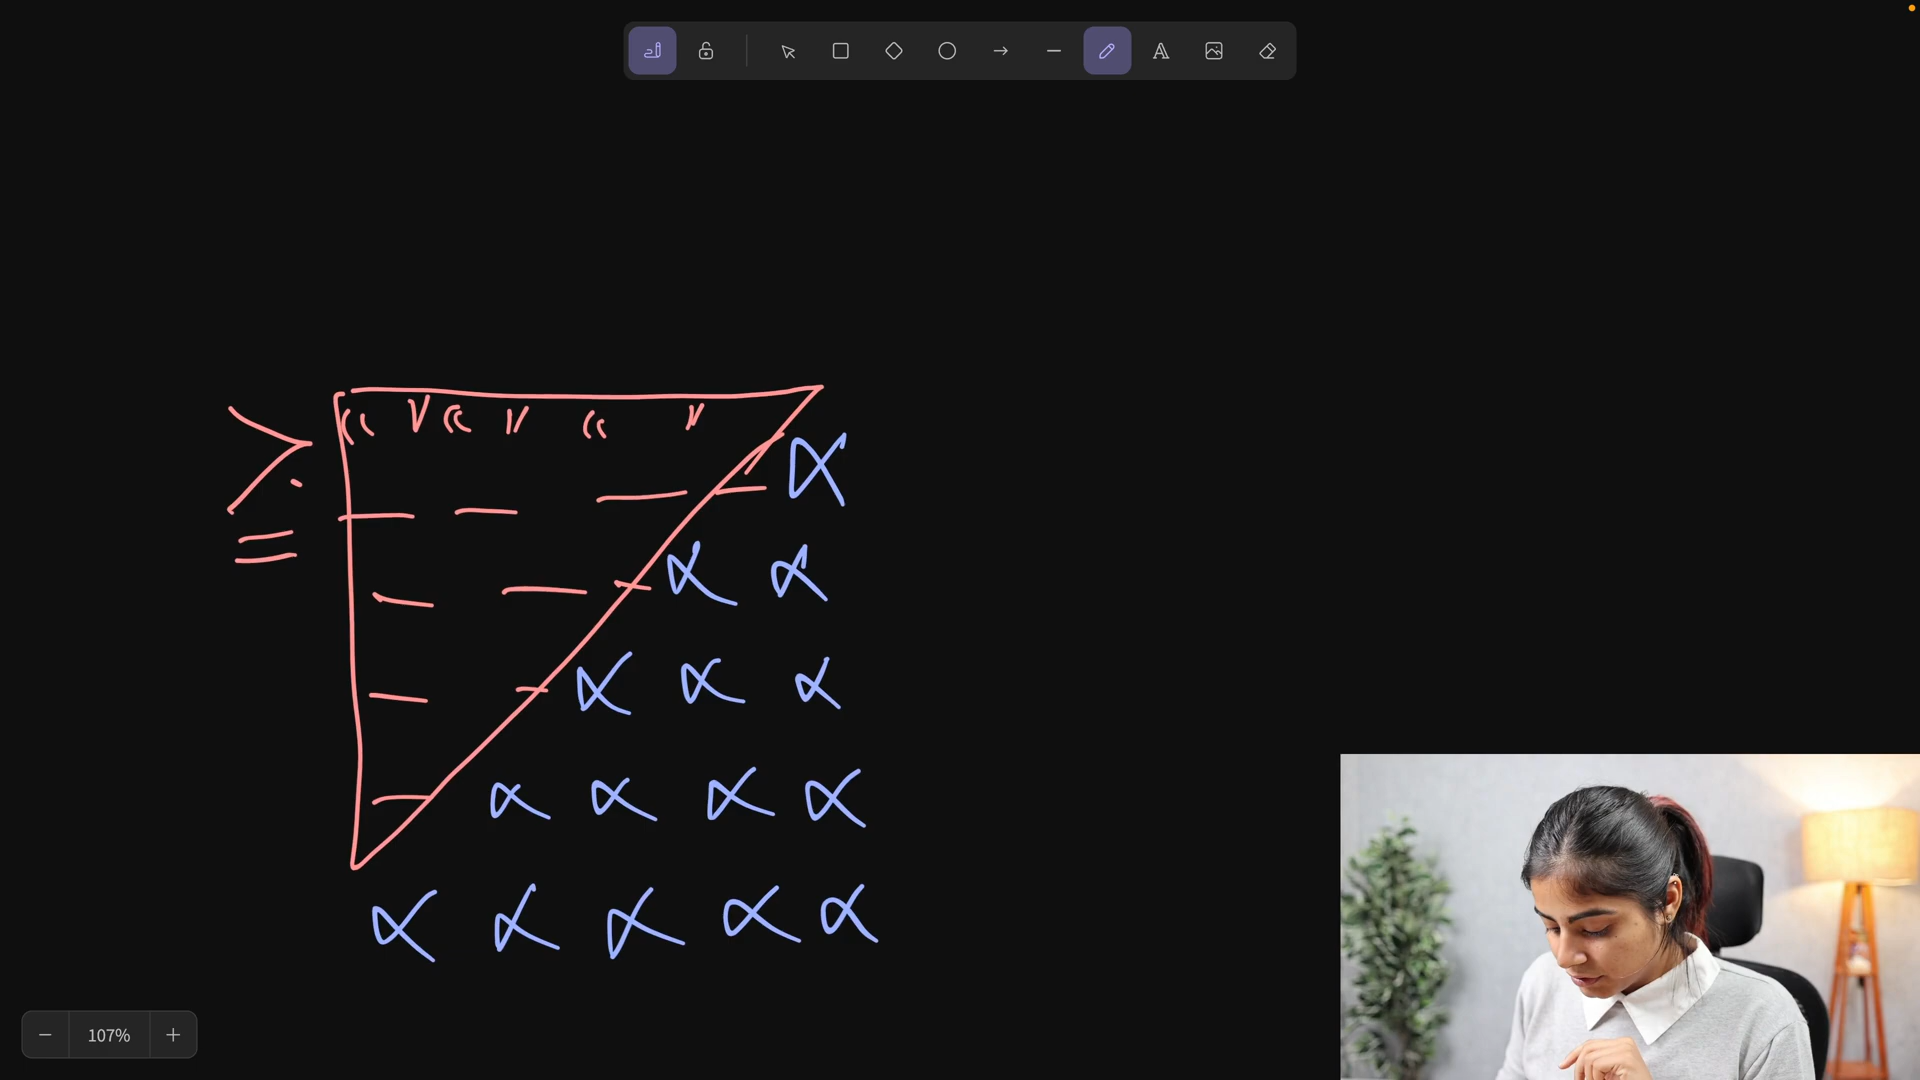 “ ” “ ” “ ”
α
α α
α α α
α α α α
α α α α α
107%